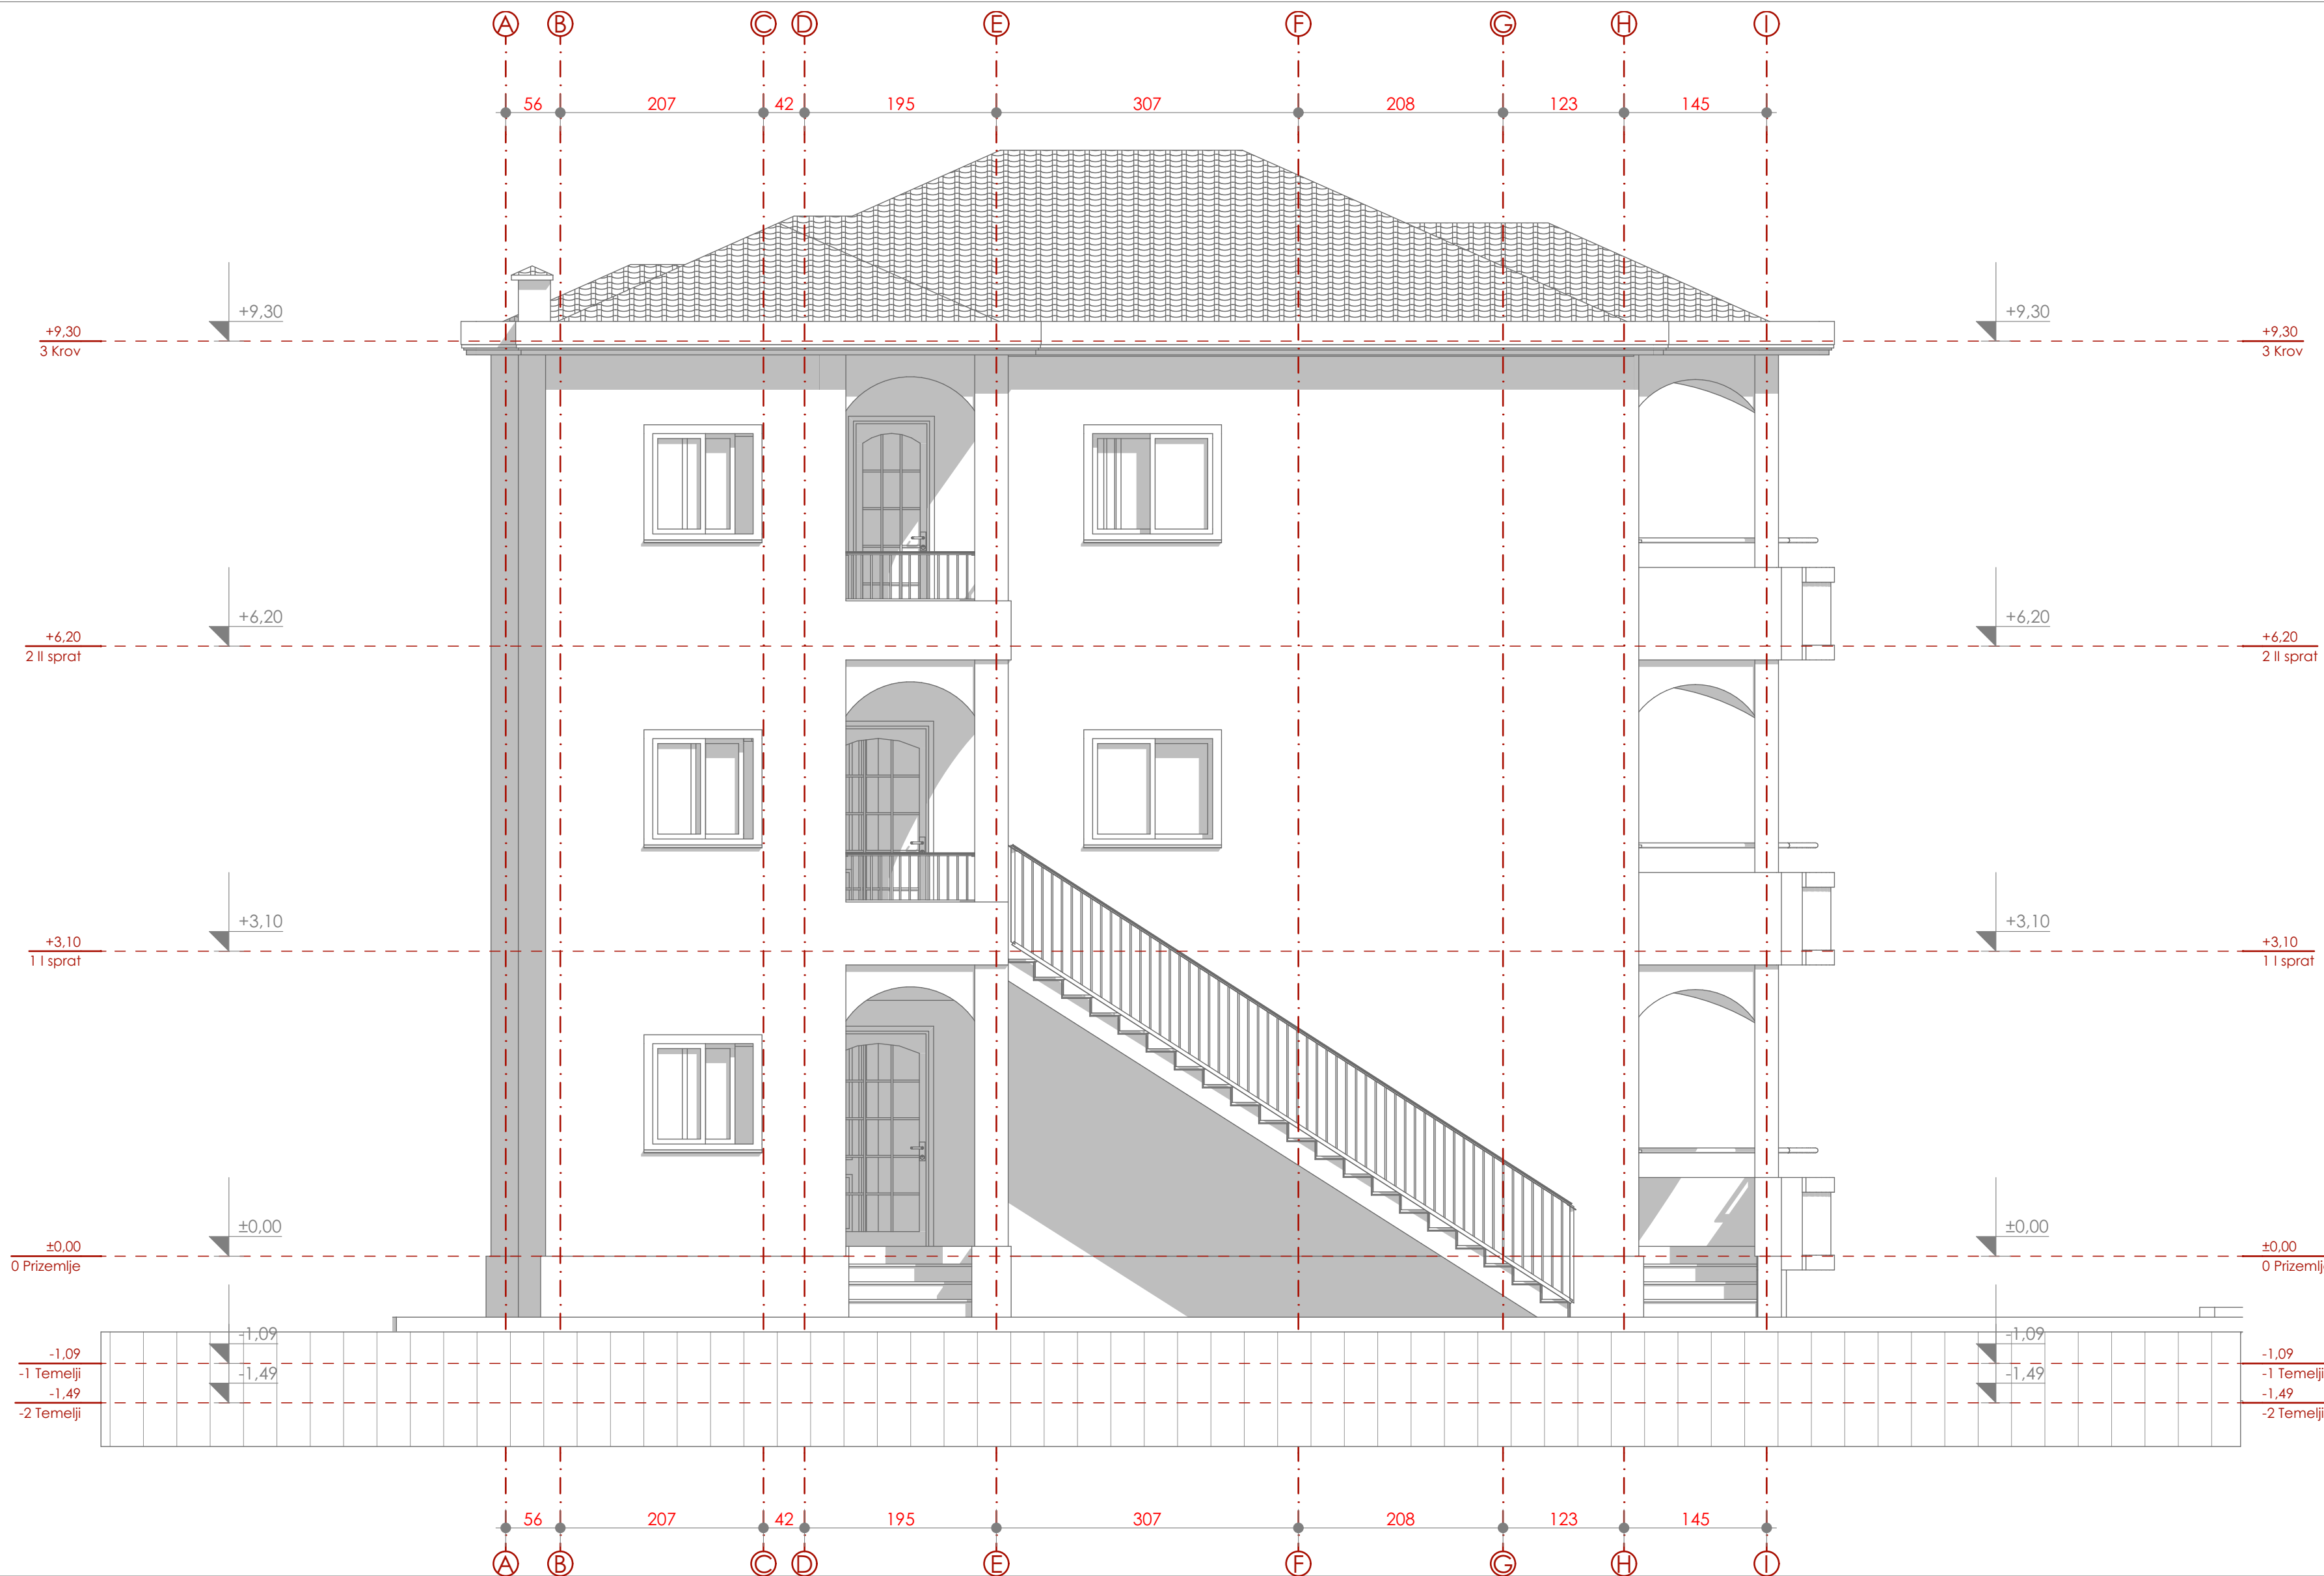 A B C D E F G H I
56 207 42 195 307 208 123 145
+9,30 +9,30
+9,30 +9,30
3 Krov 3 Krov
+6,20 +6,20
+6,20 +6,20
2 II sprat 2 II sprat
+3,10 +3,10
+3,10 +3,10
1 I sprat 1 I sprat
±0,00 ±0,00
±0,00 ±0,00
0 Prizemlje 0 Prizemlj
-1,09 -1,09
-1,09 -1,09
-1 Temelji -1 Temelji
-1,49 -1,49
-1,49 -1,49
-2 Temelji -2 Temelji
56 207 42 195 307 208 123 145
A B C D E F G H I